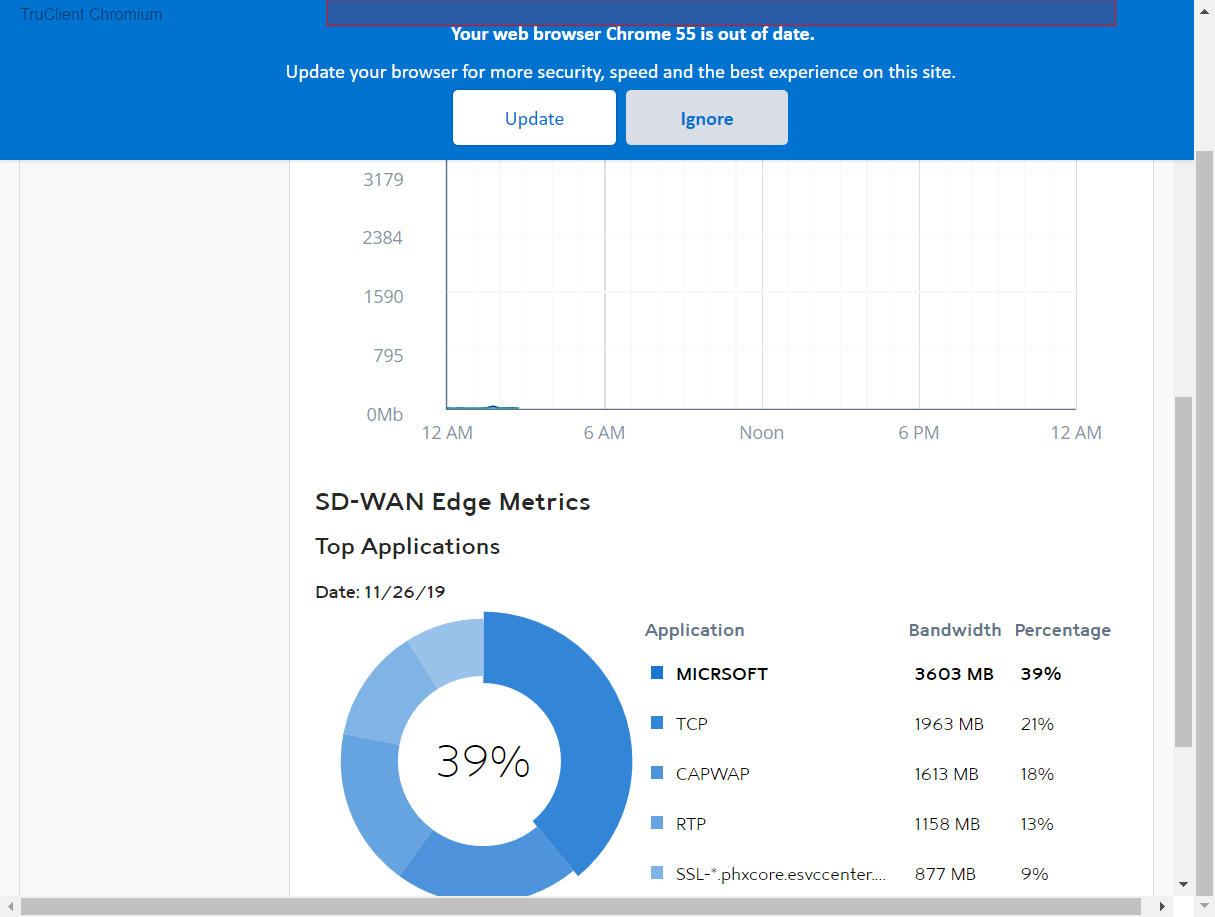 TruClient Chromium
Your web browser Chrome 55 is out of date.
Update your browser for more security, speed and the best experience on this site.
Update Ignore
3179
2384
1590
795
0Mb
12 AM 6 AM Noon 6 PM 12 AM
SD-WAN Edge Metrics
Top Applications
Date: 11/26/19
Application Bandwidth Percentage
MICRSOFT 3603 MB 39%
TCP 1963 MB 21%
39%
CAPWAP 1613 MB 18%
RTP 1158 MB 13%
SSL-*.phxcore.esvccenter.... 877 MB 9%